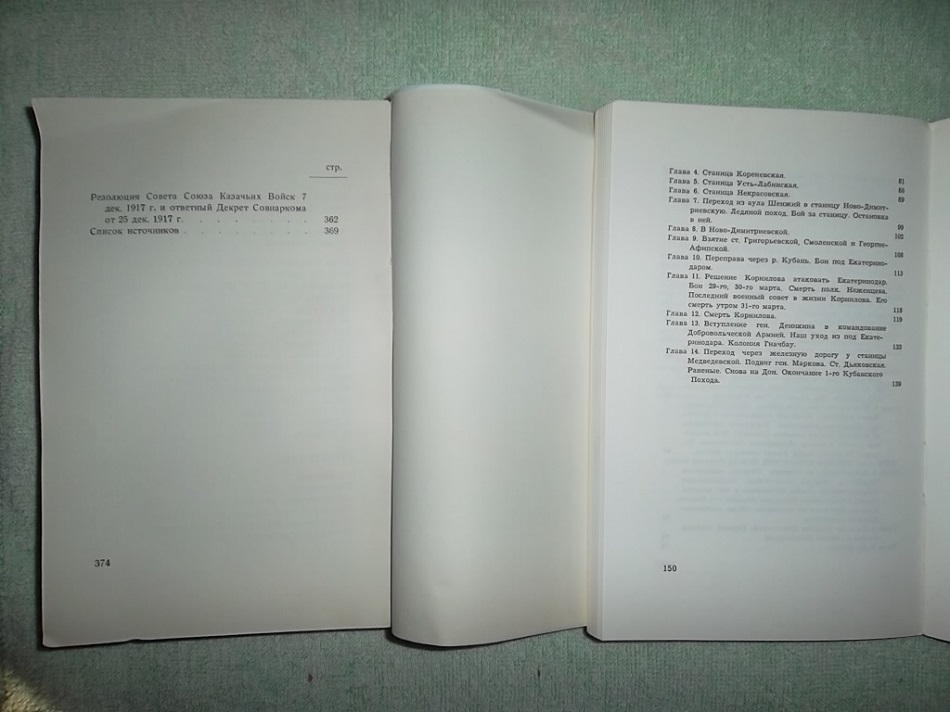 стр.
Резолюция Совета Союза Казачьих Войск 7
дек. 1917 г. и ответный Декрет Совнаркома
от 25 дек. 1917 г. . . . . . . . . 362
Список источников . . . . . . . . 369
374
Глава 4. Станица Кореневская. 81
Глава 5. Станица Усть-Лабинская. 86
Глава 6. Станица Некрасовская. 89
Глава 7. Переход из аула Шенжий в станицу Ново-Димит-
риевскую. Ледяной поход. Бой за станицу. Остановка
в ней. 99
Глава 8. В Ново-Димитриевской. 102
Глава 9. Взятие ст. Григорьевской, Смоленской и Георгие-
Афипской. 108
Глава 10. Переправа через р. Кубань. Бои под Екатерино-
даром. 113
Глава 11. Решение Корнилова атаковать Екатеринодар.
Бои 29-го, 30-го марта. Смерть полк. Неженцева.
Последний военный совет в жизни Корнилова. Его
смерть утром 31-го марта. 118
Глава 12. Смерть Корнилова. 119
Глава 13. Вступление ген. Деникина в командование
Добровольческой Армией. Наш уход из под Екате-
ринодара. Колония Гначбау. 133
Глава 14. Переход через железную дорогу у станицы
Медведевской. Подвиг ген. Маркова. Ст. Дьяковская.
Раненые. Снова на Дон. Окончание 1-го Кубанского
Похода. 139
150